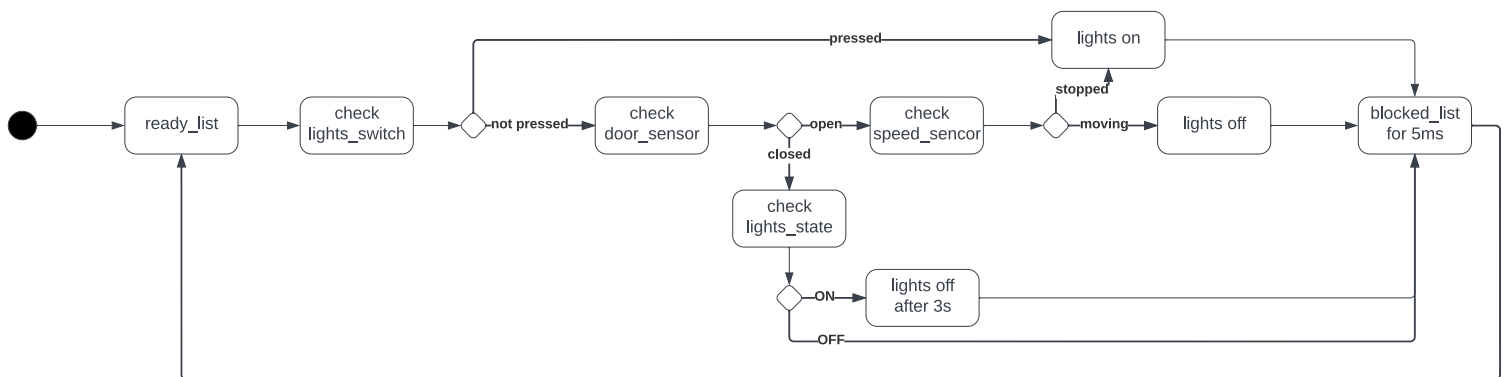 pressed
lights on
ready_list
check
lights_switch
not pressed
check
door_sensor
open
check
speed_sencor
stopped
moving
lights off
blocked_list
for 5ms
closed
check
lights_state
ON
lights off
after 3s
OFF